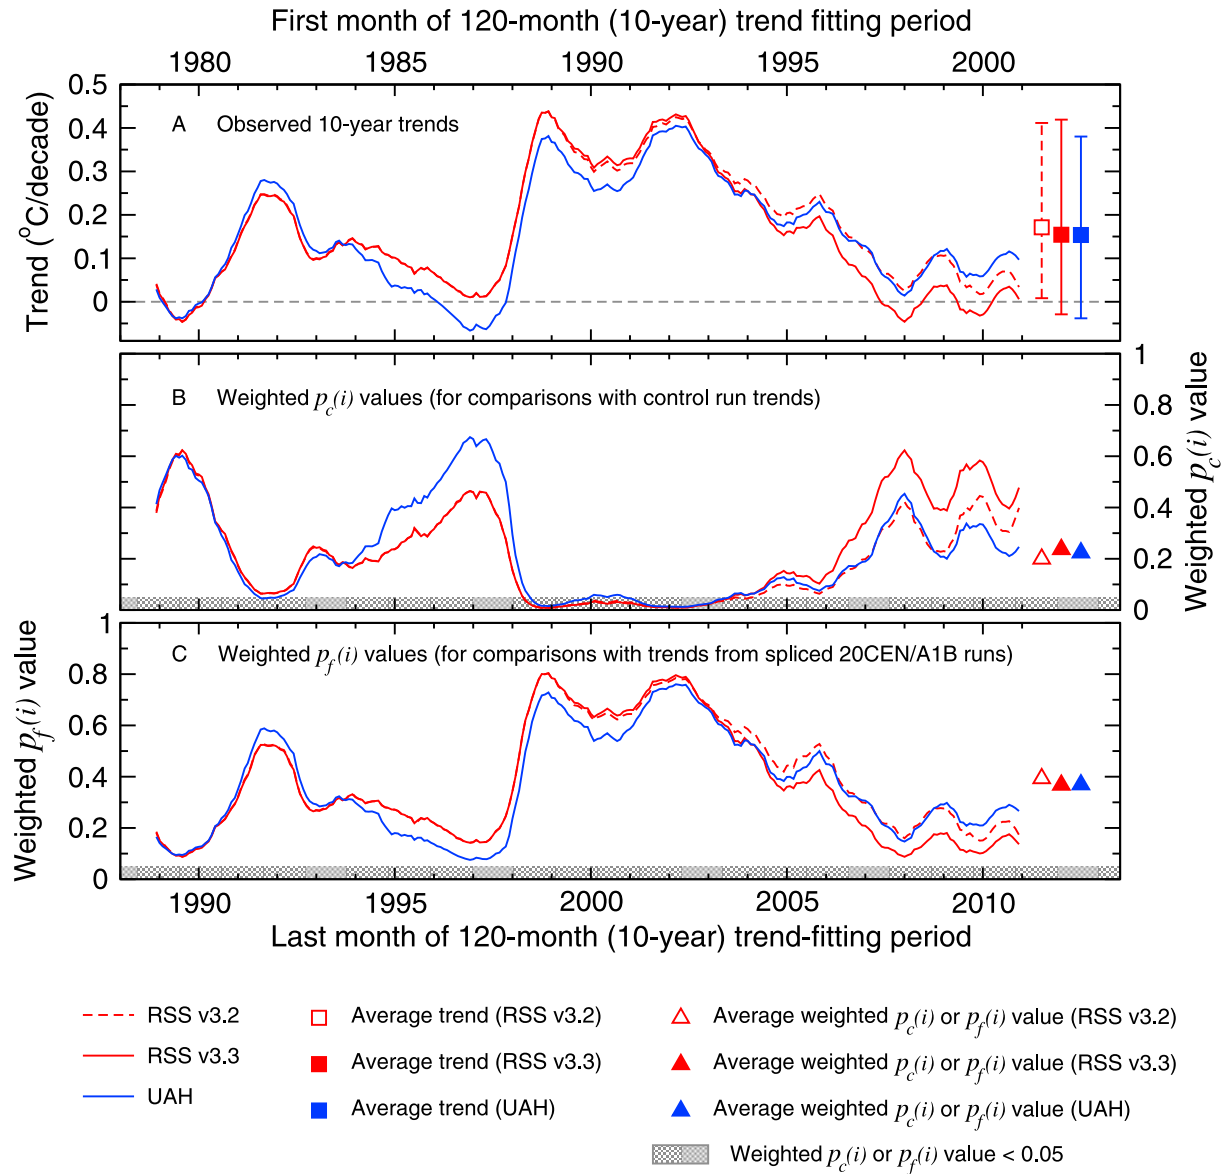 First month of 120-month (10-year) trend fitting period
1980 1985 1990 1995 2000
Trend (°C/decade)
0.5
0.4
0.3
0.2
0.1
0
A Observed 10-year trends
B Weighted p_c(i) values (for comparisons with control run trends)
1
0.8
0.6
0.4
0.2
0
Weighted p_c(i) value
C Weighted p_f(i) values (for comparisons with trends from spliced 20CEN/A1B runs)
Weighted p_f(i) value
1
0.8
0.6
0.4
0.2
0
1990 1995 2000 2005 2010
Last month of 120-month (10-year) trend-fitting period
RSS v3.2
RSS v3.3
UAH
Average trend (RSS v3.2)
Average trend (RSS v3.3)
Average trend (UAH)
Average weighted p_c(i) or p_f(i) value (RSS v3.2)
Average weighted p_c(i) or p_f(i) value (RSS v3.3)
Average weighted p_c(i) or p_f(i) value (UAH)
Weighted p_c(i) or p_f(i) value < 0.05